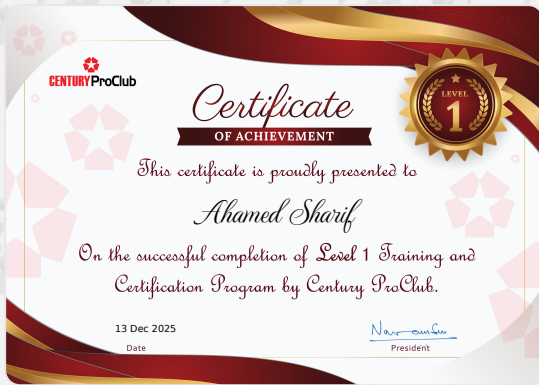 CENTURY ProClub
Certificate
OF ACHIEVEMENT
LEVEL
1
This certificate is proudly presented to
Ahamed Sharif
On the successful completion of Level 1 Training and
Certification Program by Century ProClub.
13 Dec 2025
Date
President